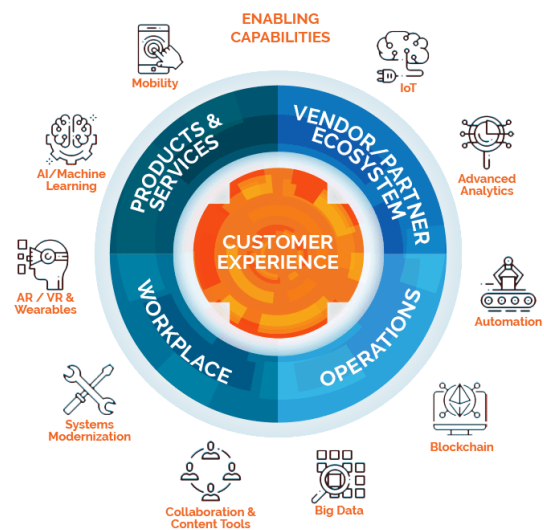 ENABLING
CAPABILITIES
Mobility
IoT
AI/Machine
Learning
Advanced
Analytics
AR / VR &
Wearables
Automation
Systems
Modernization
Blockchain
Collaboration &
Content Tools
Big Data
PRODUCTS &
SERVICES
VENDOR/PARTNER
ECOSYSTEM
CUSTOMER
EXPERIENCE
WORKPLACE
OPERATIONS